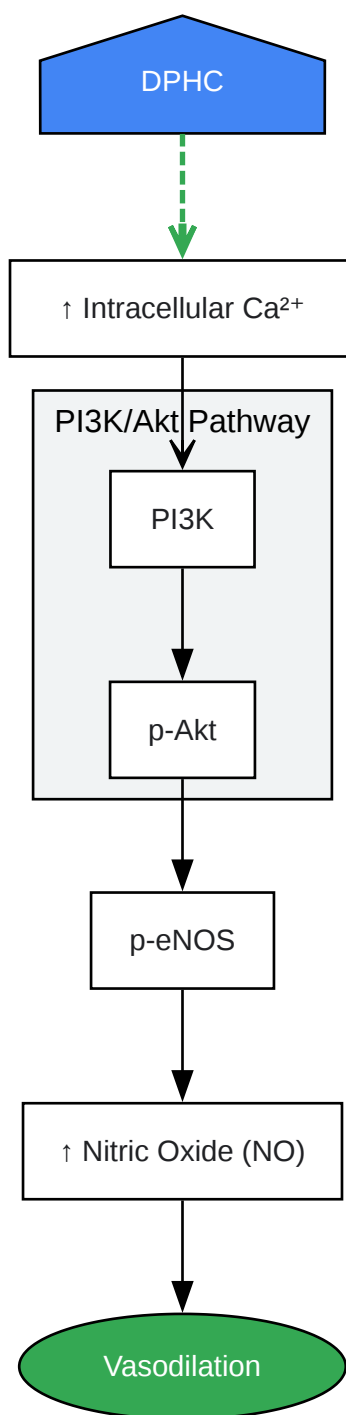 DPHC
↑ Intracellular Ca²⁺
PI3K/Akt Pathway
PI3K
p-Akt
p-eNOS
↑ Nitric Oxide (NO)
Vasodilation